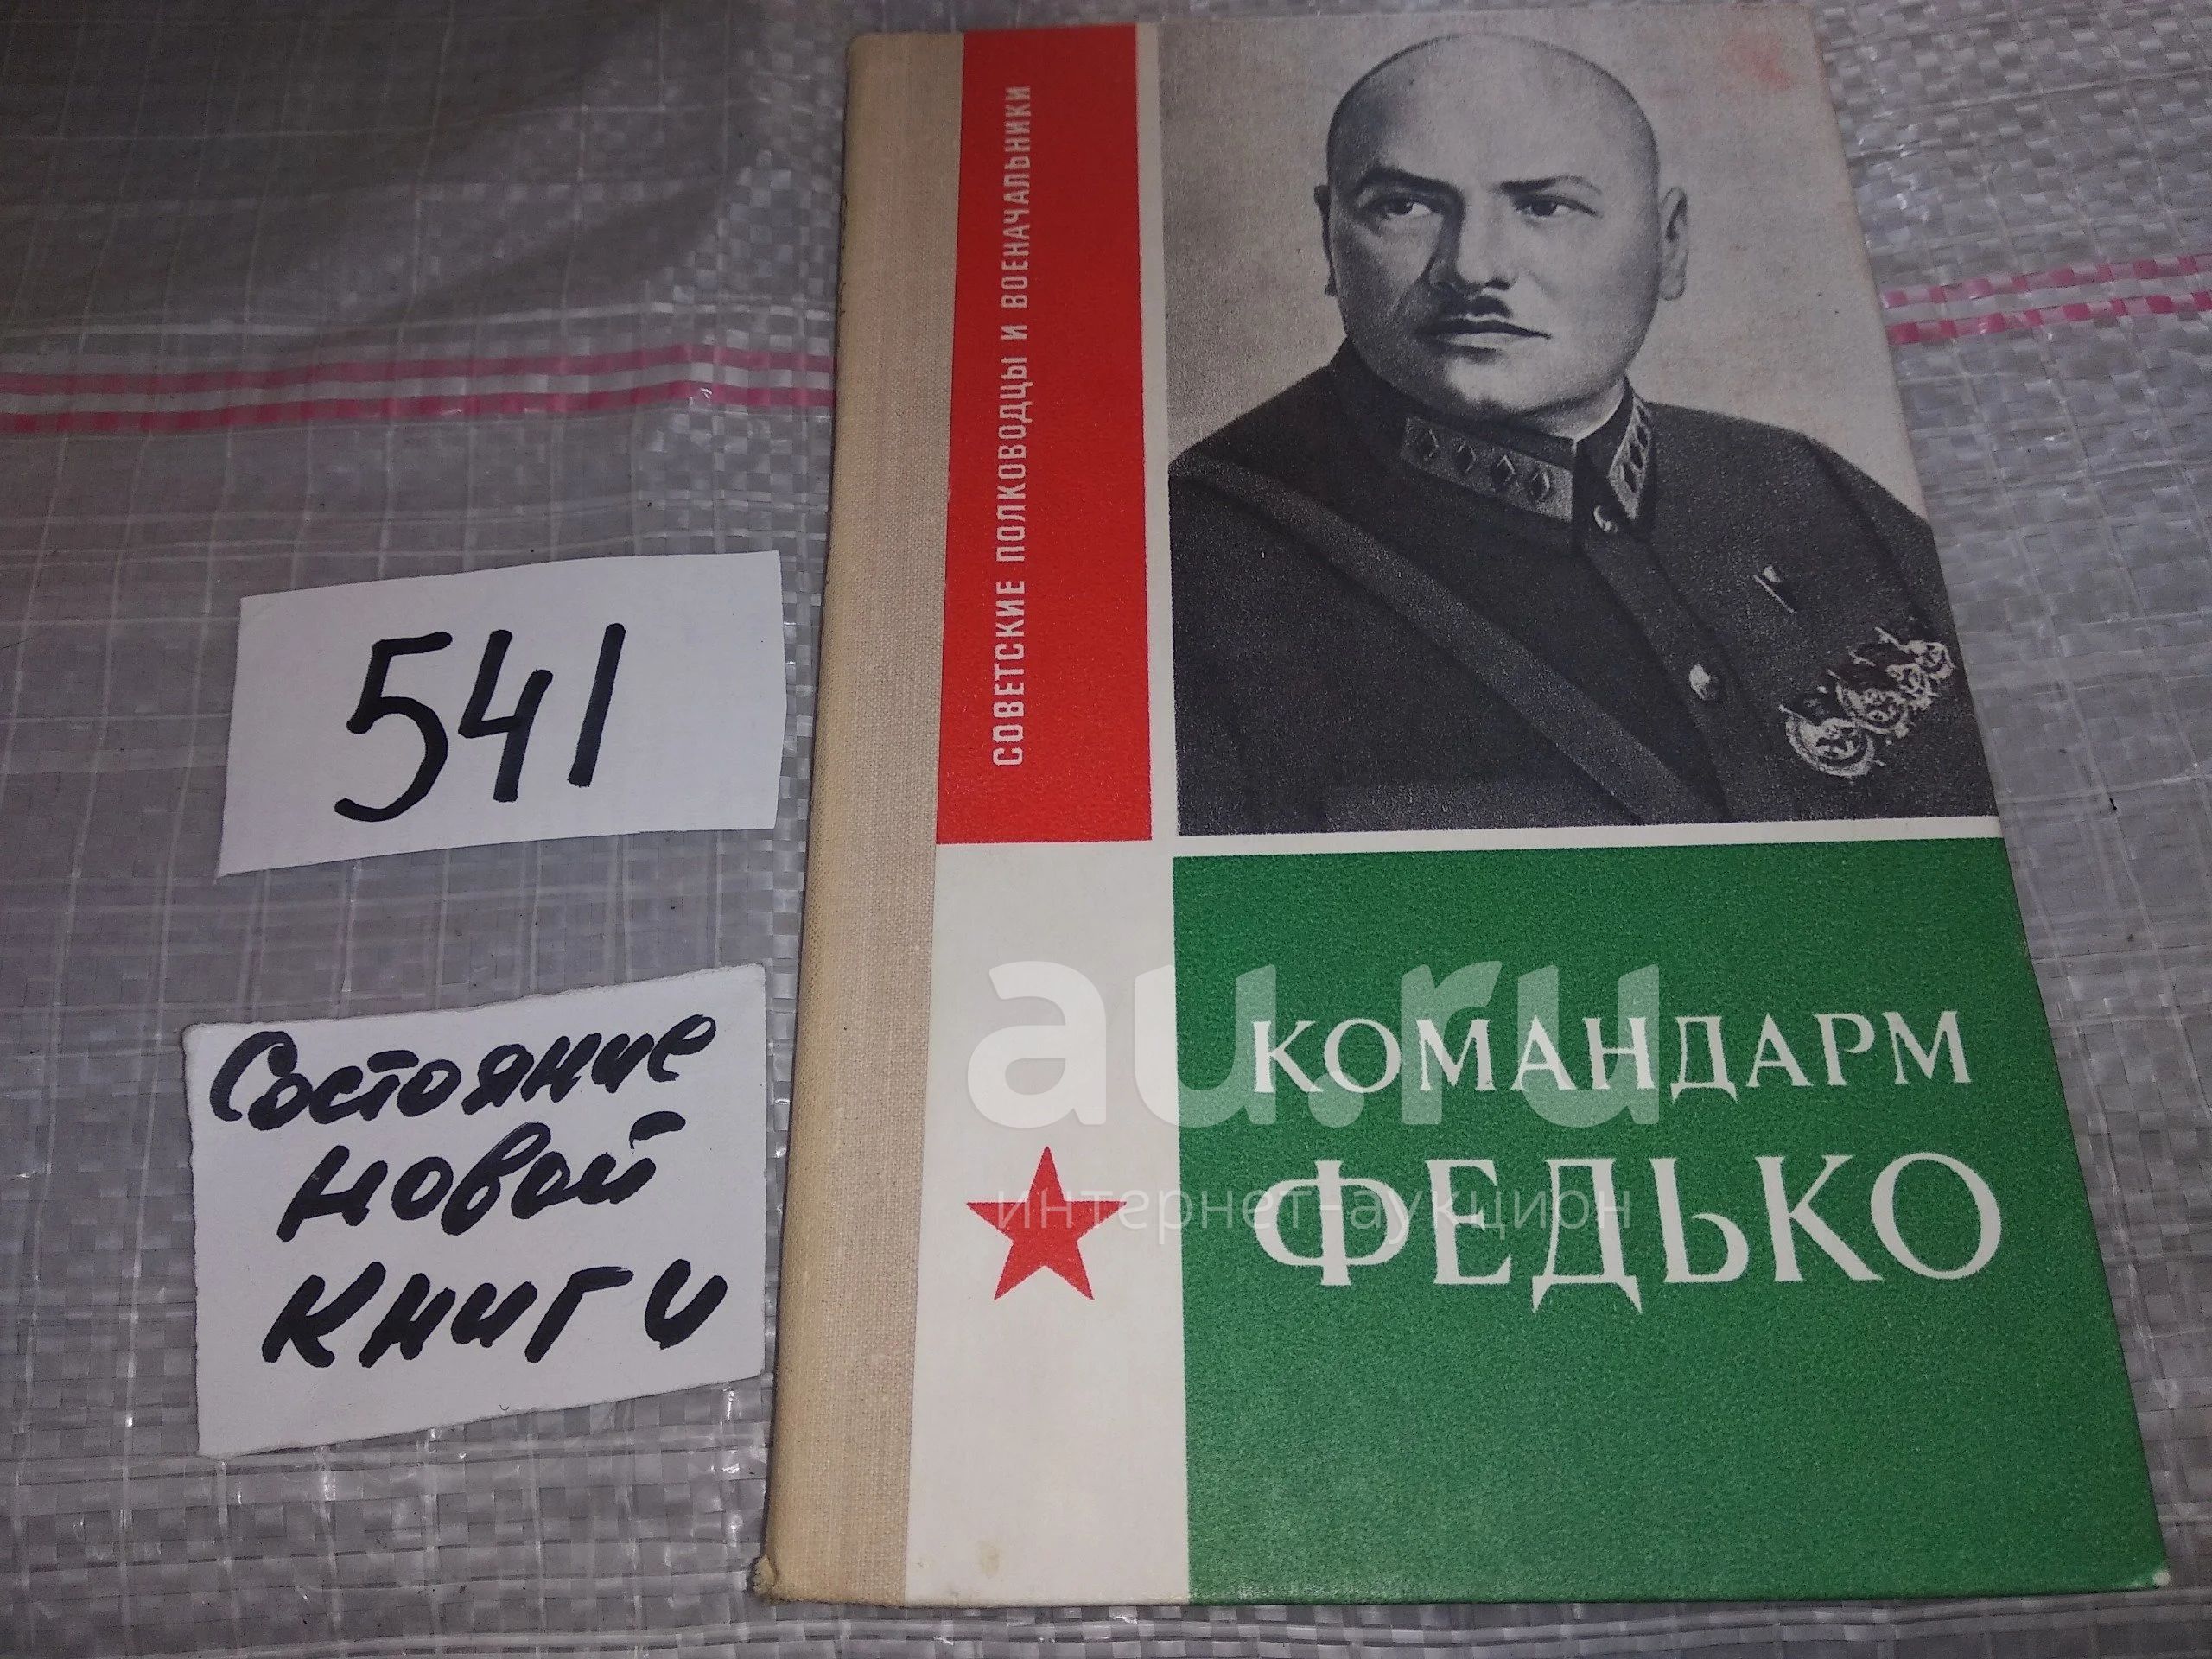 СОВЕТСКИЕ ПОЛКОВОДЦЫ И ВОЕНАЧАЛЬНИКИ
541
Состояние
новой
книги
au.ru
интернет-аукцион
КОМАНДАРМ
ФЕДЬКО